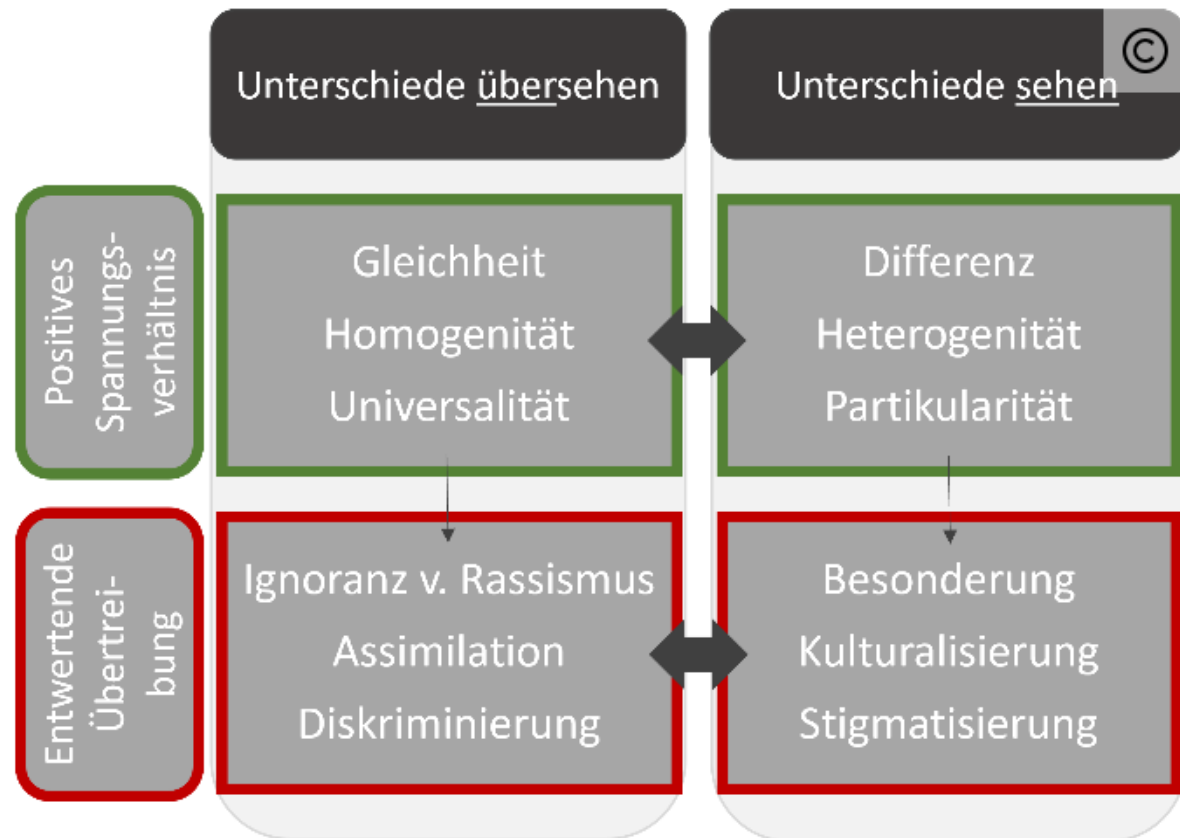 Unterschiede übersehen
Unterschiede sehen
©
Positives
Spannungs-
verhältnis
Gleichheit
Homogenität
Universalität
Differenz
Heterogenität
Partikularität
Entwertende
Übertrei-
bung
Ignoranz v. Rassismus
Assimilation
Diskriminierung
Besonderung
Kulturalisierung
Stigmatisierung